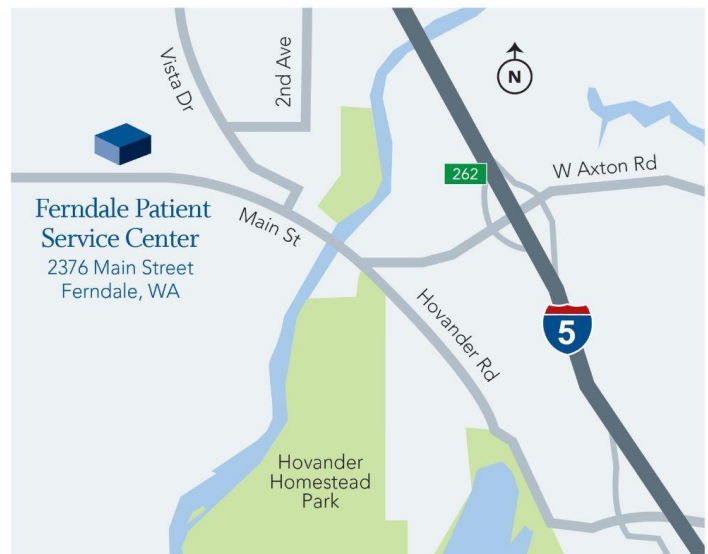 Vista Dr
2nd Ave
N
262
W Axton Rd
Ferndale Patient
Service Center
2376 Main Street
Ferndale, WA
Main St
Hovander Rd
5
Hovander
Homestead
Park